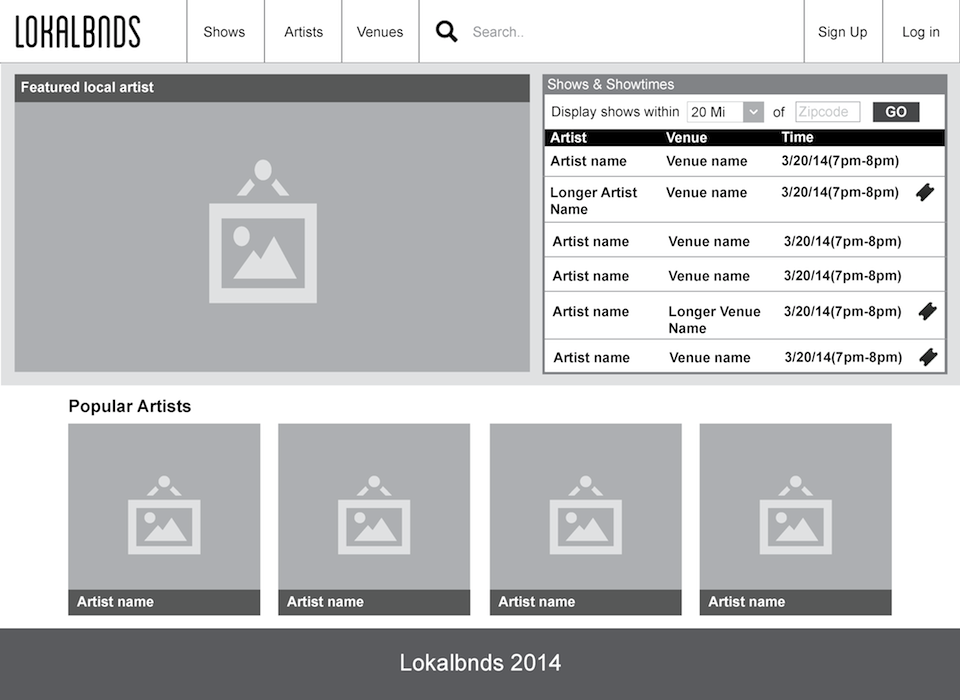 LOKALBNDS
Shows
Artists
Venues
Search..
Sign Up
Log in
Featured local artist
Shows & Showtimes
Display shows within 20 Mi of Zipcode GO
Artist Venue Time
Artist name Venue name 3/20/14(7pm-8pm)
Longer Artist Venue name 3/20/14(7pm-8pm)
Name
Artist name Venue name 3/20/14(7pm-8pm)
Artist name Venue name 3/20/14(7pm-8pm)
Artist name Longer Venue 3/20/14(7pm-8pm)
Name
Artist name Venue name 3/20/14(7pm-8pm)
Popular Artists
Artist name
Artist name
Artist name
Artist name
Lokalbnds 2014